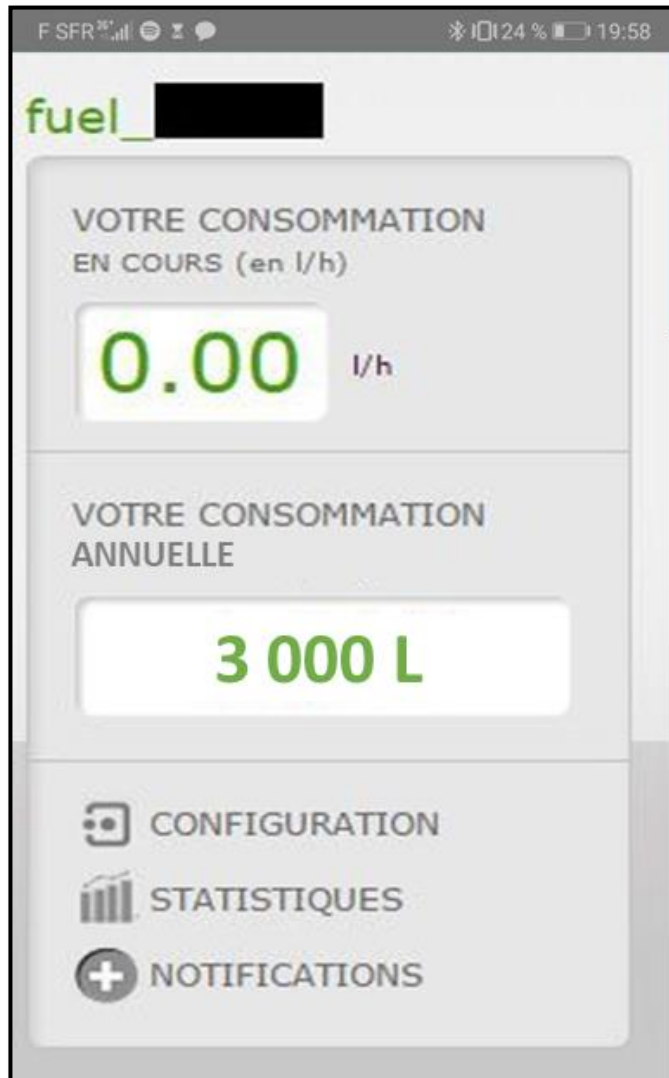 F SFR 24 % 19:58
fuel_
VOTRE CONSOMMATION
EN COURS (en l/h)
0.00 l/h
VOTRE CONSOMMATION
ANNUELLE
3 000 L
CONFIGURATION
STATISTIQUES
NOTIFICATIONS